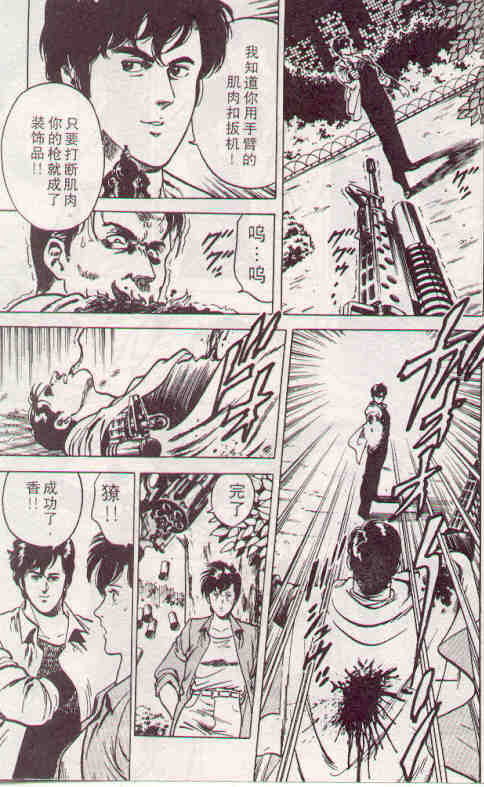 我知道你用手臂的
肌肉扣扳机！
只要打断肌肉，
你的枪就成了
装饰品！！
呜…呜
完了
獠！！
成功了，
香！！